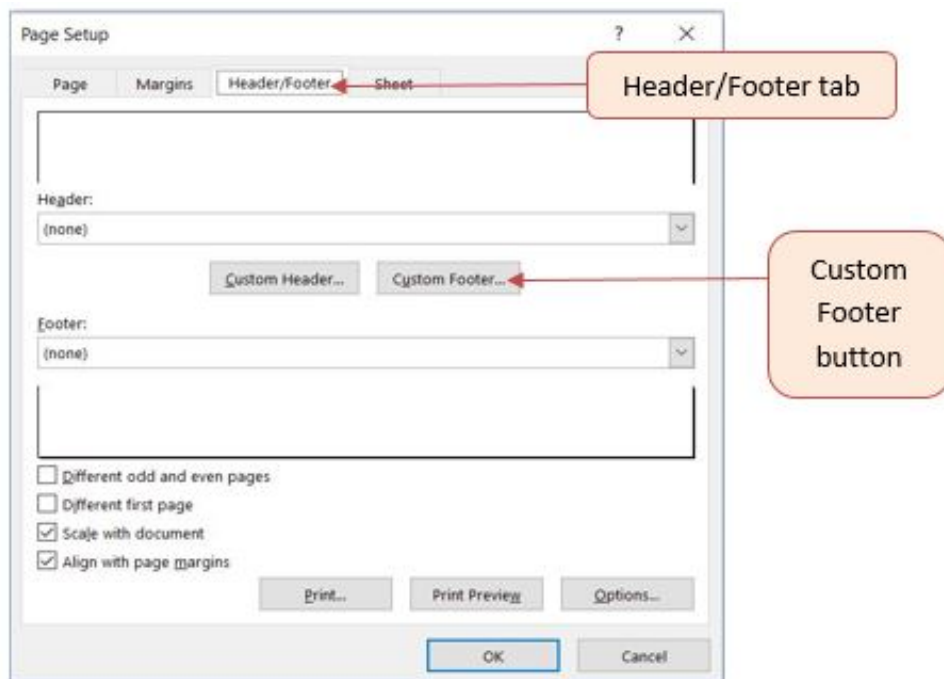 Page Setup ? X
Page Margins Header/Footer Sheet
Header/Footer tab
Header:
(none)
Custom Header... Custom Footer...
Custom
Footer
button
Footer:
(none)
Different odd and even pages
Different first page
Scale with document
Align with page margins
Print... Print Preview Options...
OK Cancel